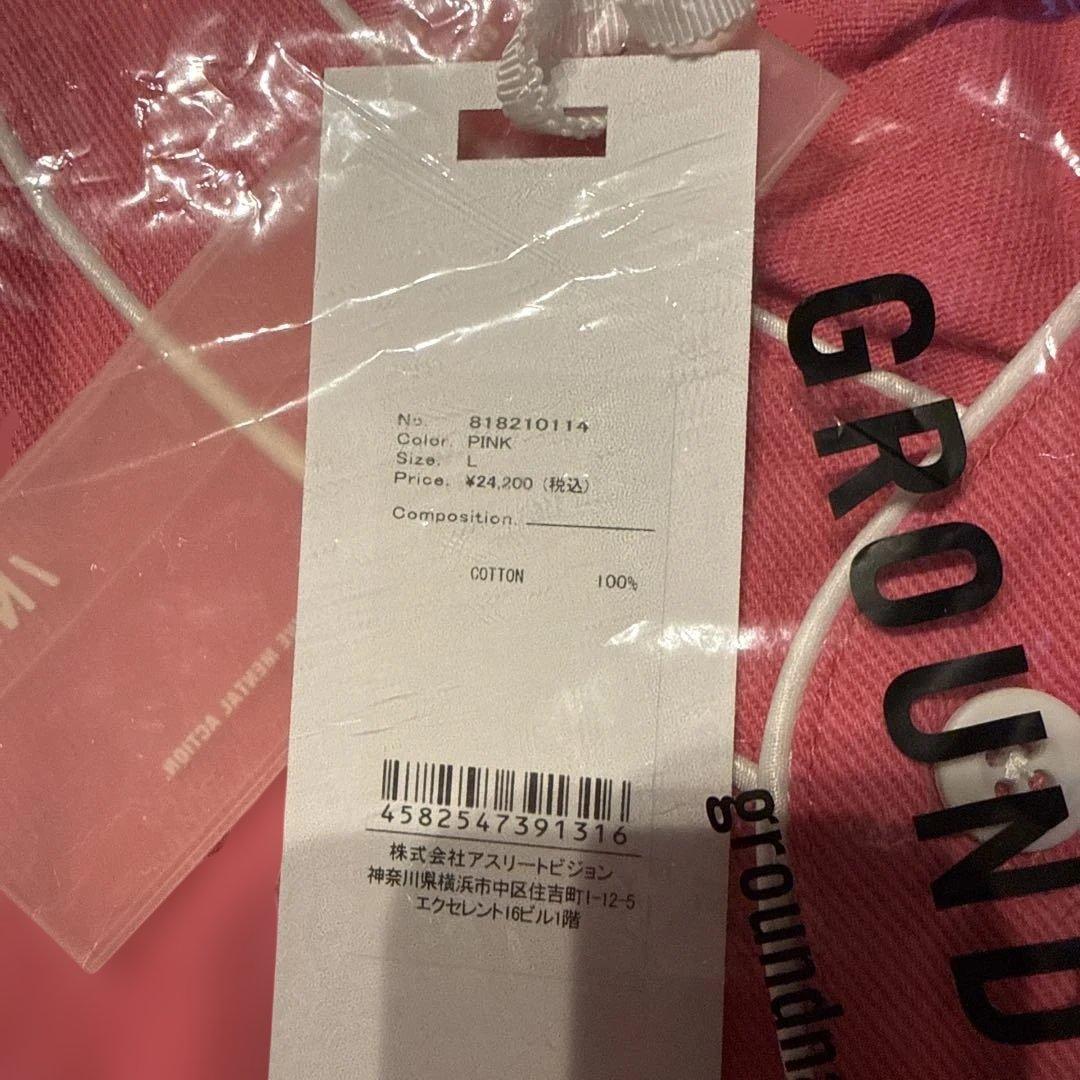 No. 818210114
Color. PINK
Size. L
Price. ¥24,200 (税込)
Composition.
COTTON 100%
4582547391316
株式会社アスリートビジョン
神奈川県横浜市中区住吉町1-12-5
エクセレント16ビル1階
GROUND
MENTAL ACTION.